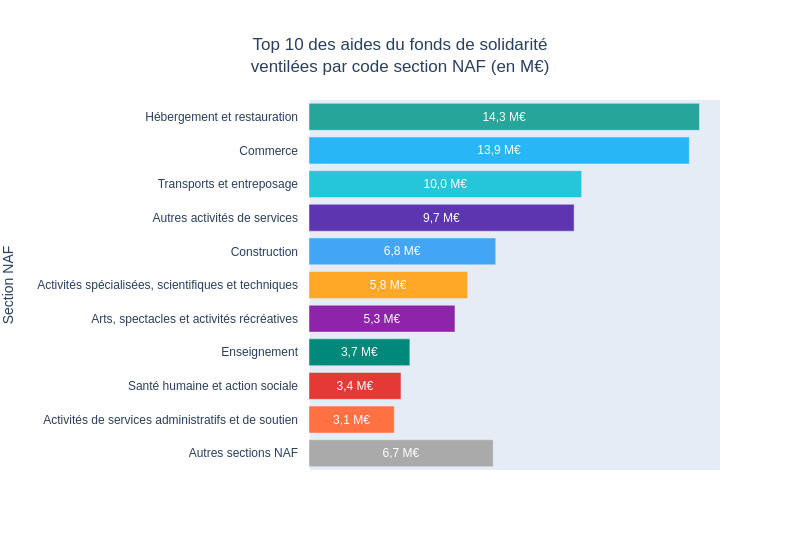 Top 10 des aides du fonds de solidarité
ventilées par code section NAF (en M€)
Section NAF
Hébergement et restauration 14,3 M€
Commerce 13,9 M€
Transports et entreposage 10,0 M€
Autres activités de services 9,7 M€
Construction 6,8 M€
Activités spécialisées, scientifiques et techniques 5,8 M€
Arts, spectacles et activités récréatives 5,3 M€
Enseignement 3,7 M€
Santé humaine et action sociale 3,4 M€
Activités de services administratifs et de soutien 3,1 M€
Autres sections NAF 6,7 M€